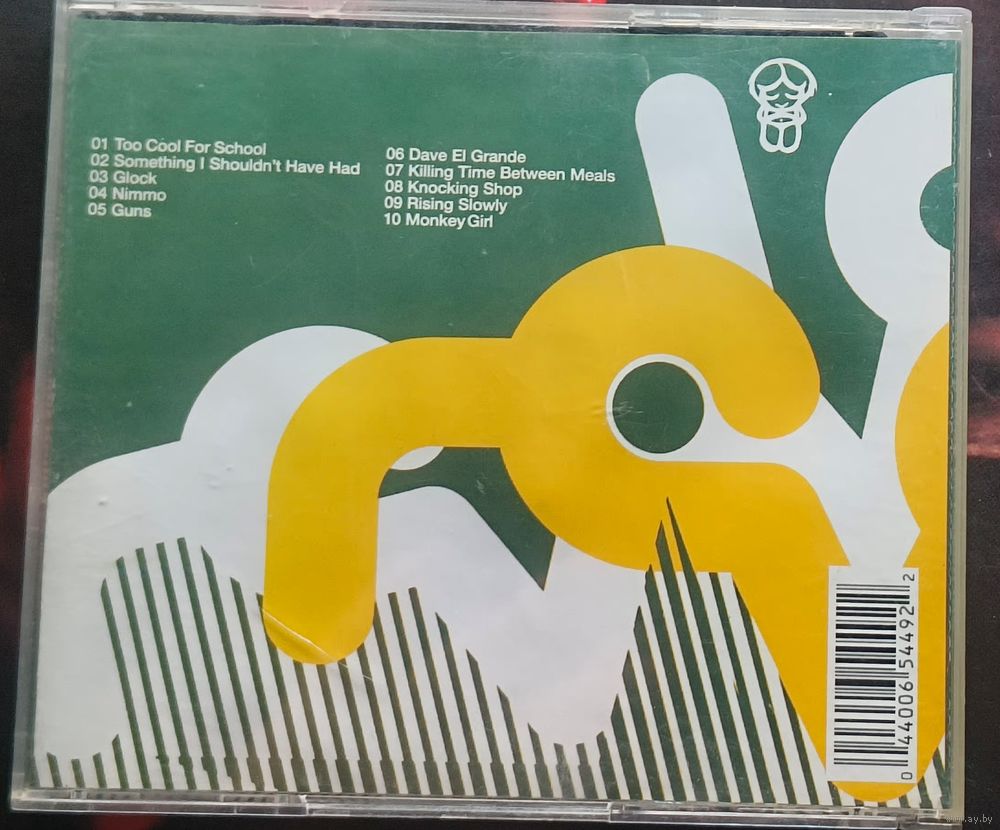 01 Too Cool For School
02 Something I Shouldn't Have Had
03 Glock
04 Nimmo
05 Guns
06 Dave El Grande
07 Killing Time Between Meals
08 Knocking Shop
09 Rising Slowly
10 Monkey Girl
0 44006 54492 2